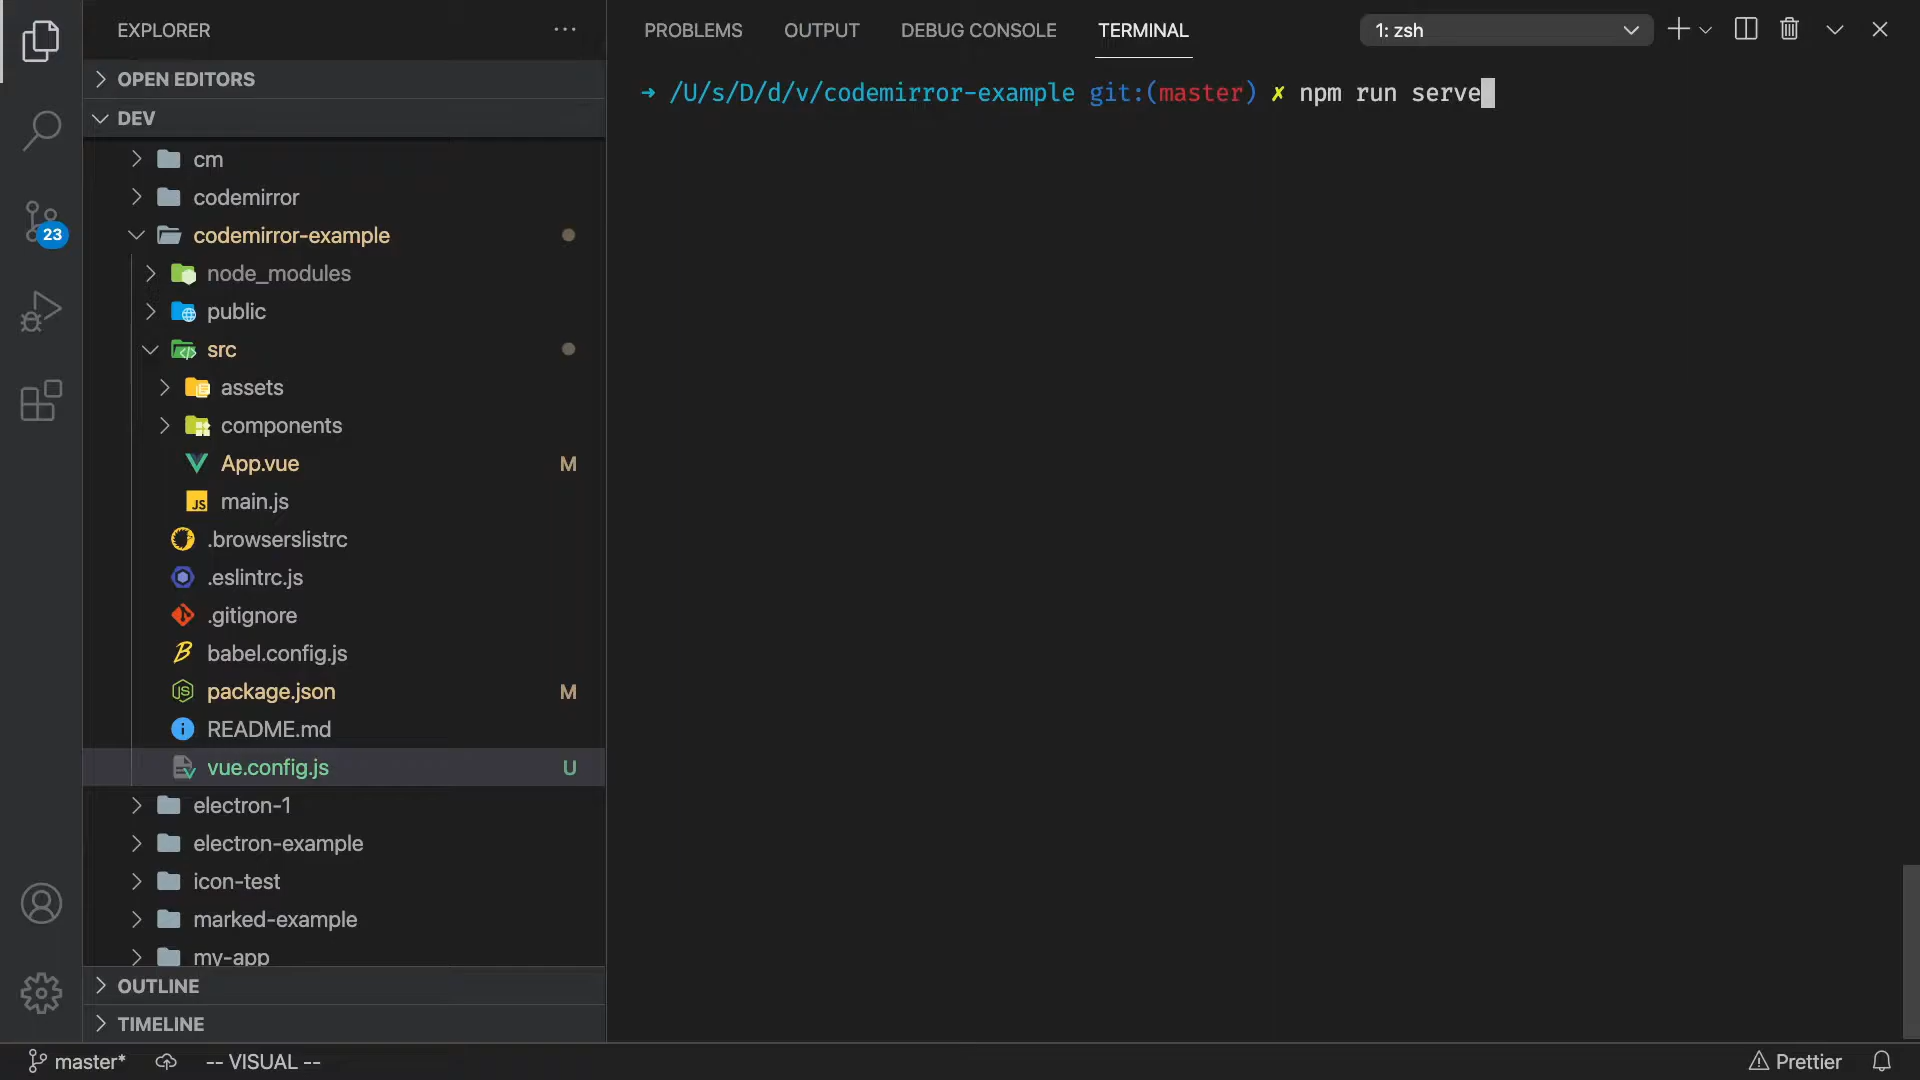 EXPLORER
OPEN EDITORS
DEV
cm
codemirror
codemirror-example
node_modules
public
src
assets
components
App.vue M
main.js
.browserslistrc
.eslintrc.js
.gitignore
babel.config.js
package.json M
README.md
vue.config.js U
electron-1
electron-example
icon-test
marked-example
my-app
OUTLINE
TIMELINE
23
PROBLEMS OUTPUT DEBUG CONSOLE TERMINAL 1: zsh
➜ /U/s/D/d/v/codemirror-example git:(master) ✗ npm run serve
master* -- VISUAL -- Prettier